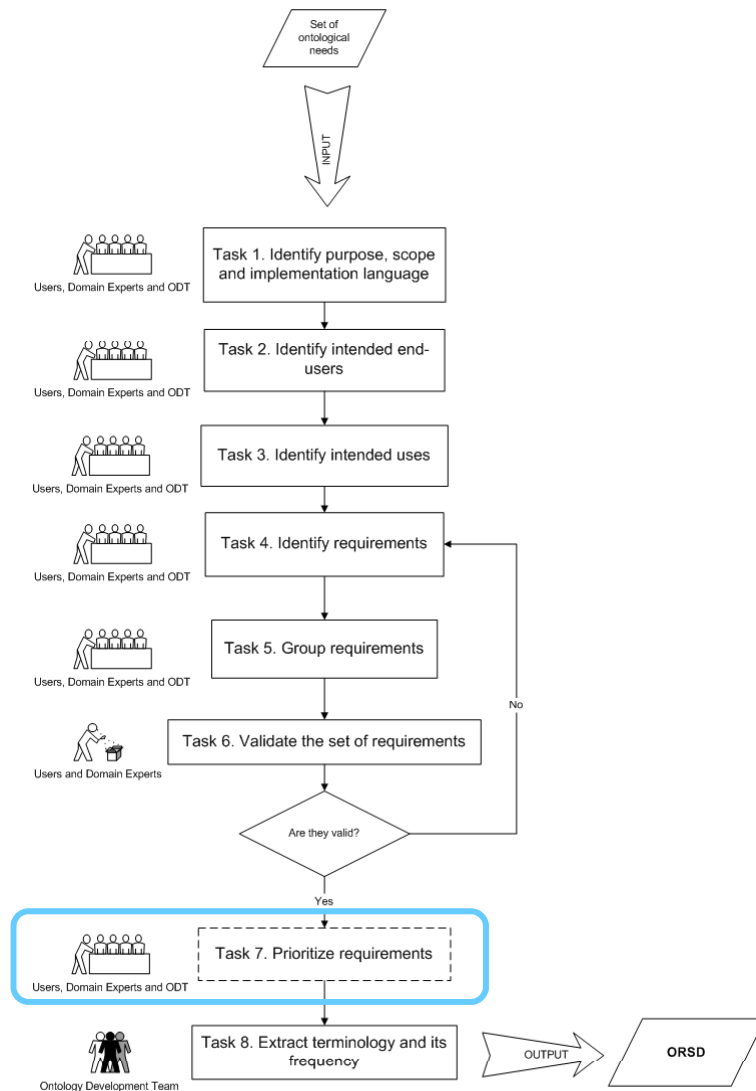 Set of
ontological
needs
INPUT
Task 1. Identify purpose, scope
and implementation language
Users, Domain Experts and ODT
Task 2. Identify intended end-
users
Users, Domain Experts and ODT
Task 3. Identify intended uses
Users, Domain Experts and ODT
Task 4. Identify requirements
Users, Domain Experts and ODT
Task 5. Group requirements
Users, Domain Experts and ODT
No
Task 6. Validate the set of requirements
Users and Domain Experts
Are they valid?
Yes
Task 7. Prioritize requirements
Users, Domain Experts and ODT
Task 8. Extract terminology and its
frequency
Ontology Development Team
OUTPUT
ORSD